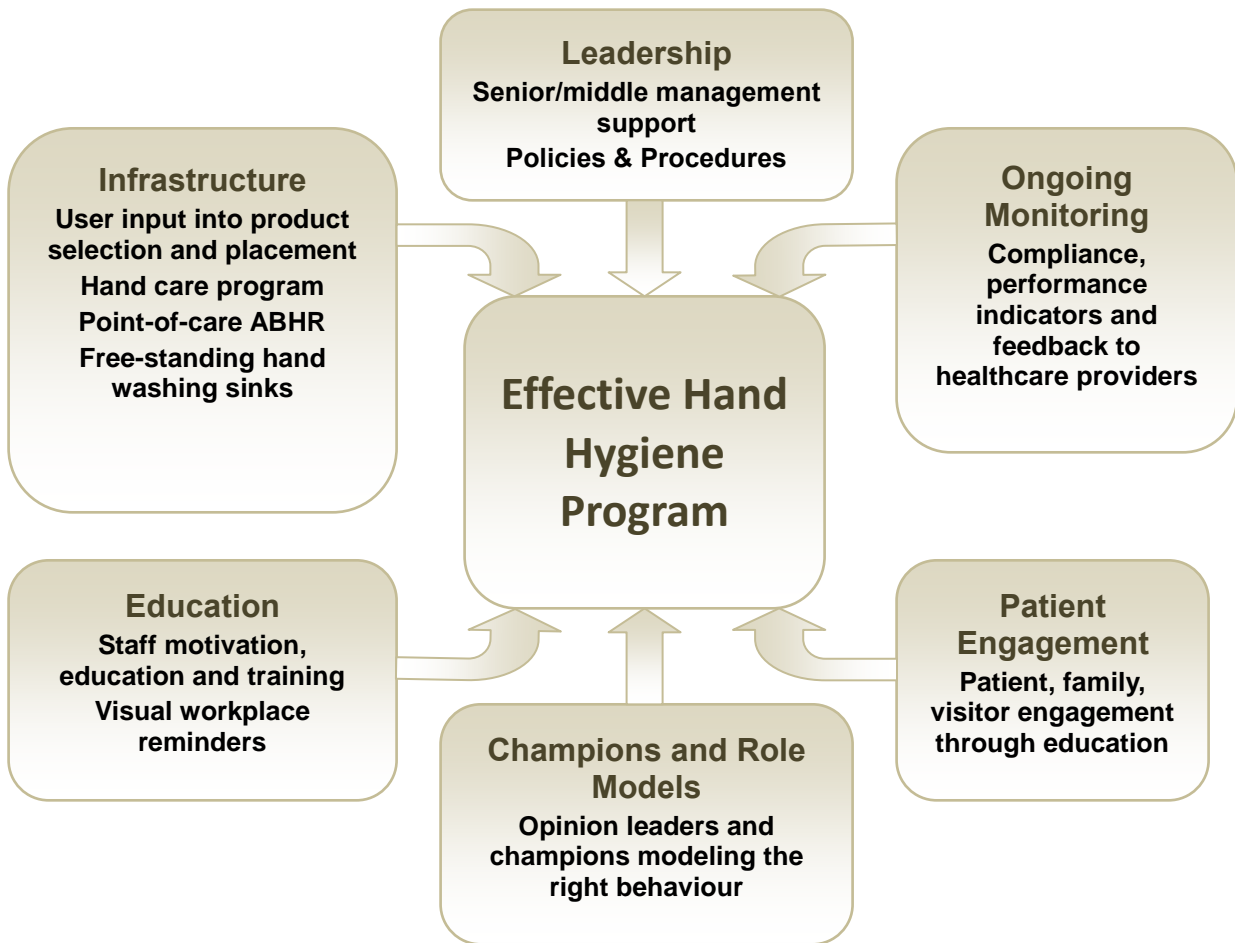 Leadership
Senior/middle management
support
Policies & Procedures
Infrastructure
User input into product
selection and placement
Hand care program
Point-of-care ABHR
Free-standing hand
washing sinks
Ongoing
Monitoring
Compliance,
performance
indicators and
feedback to
healthcare providers
Effective Hand
Hygiene
Program
Education
Staff motivation,
education and training
Visual workplace
reminders
Champions and Role
Models
Opinion leaders and
champions modeling the
right behaviour
Patient
Engagement
Patient, family,
visitor engagement
through education